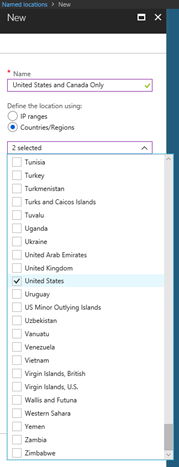 Named locations > New
New
* Name
United States and Canada Only
Define the location using:
IP ranges
Countries/Regions
2 selected
Tunisia
Turkey
Turkmenistan
Turks and Caicos Islands
Tuvalu
Uganda
Ukraine
United Arab Emirates
United Kingdom
United States
Uruguay
US Minor Outlying Islands
Uzbekistan
Vanuatu
Venezuela
Vietnam
Virgin Islands, British
Virgin Islands, U.S.
Wallis and Futuna
Western Sahara
Yemen
Zambia
Zimbabwe